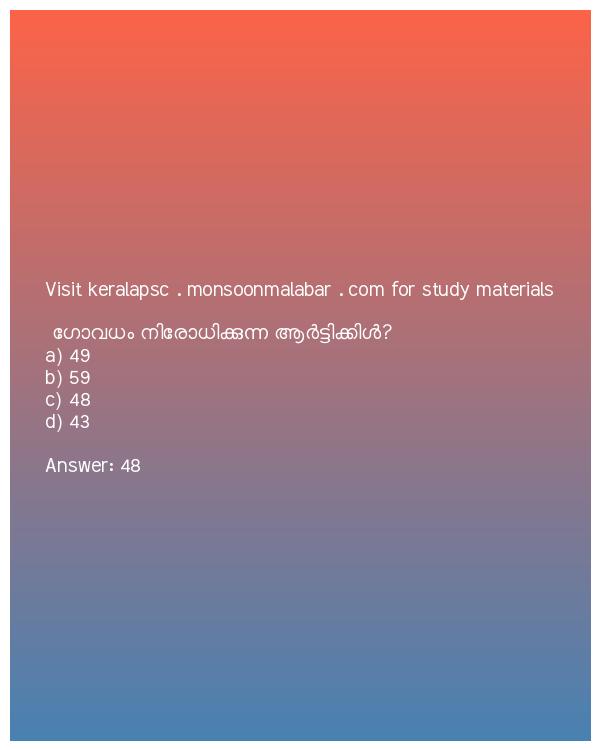 Visit keralapsc . monsoonmalabar . com for study materials
ഗോവധം നിരോധിക്കുന്ന ആർട്ടിക്കിൾ?
a) 49
b) 59
c) 48
d) 43
Answer: 48